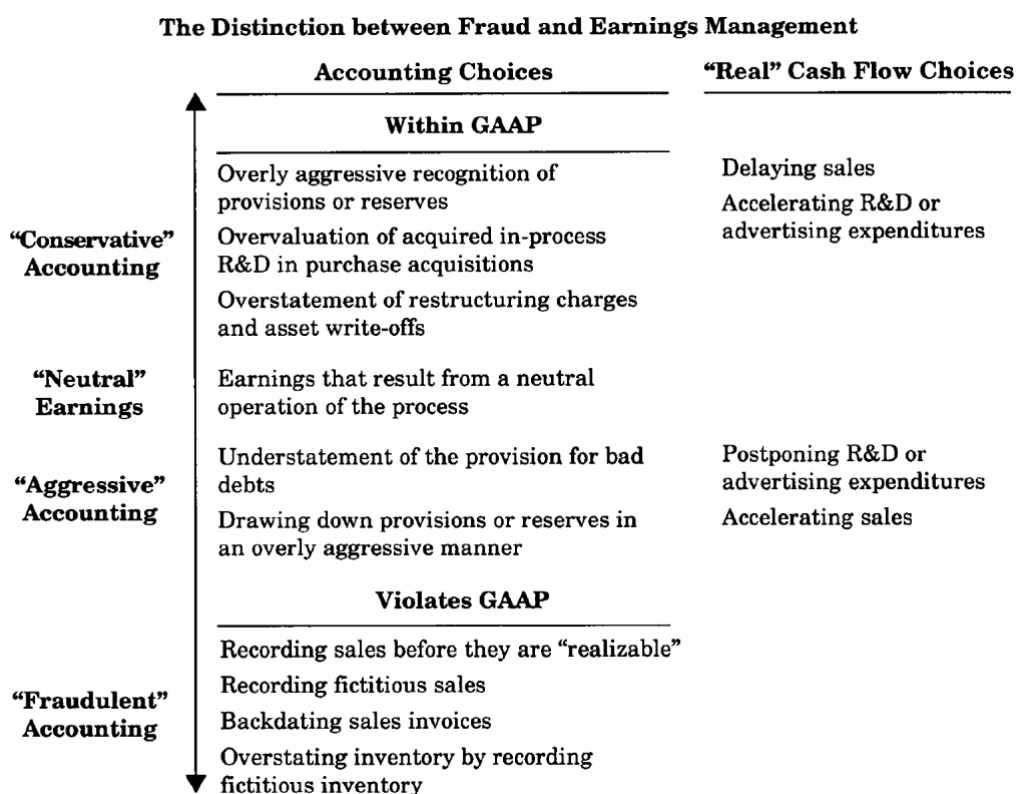 The Distinction between Fraud and Earnings Management
Accounting Choices
“Real” Cash Flow Choices
Within GAAP
“Conservative”
Accounting
Overly aggressive recognition of
provisions or reserves
Overvaluation of acquired in-process
R&D in purchase acquisitions
Overstatement of restructuring charges
and asset write-offs
Delaying sales
Accelerating R&D or
advertising expenditures
“Neutral”
Earnings
Earnings that result from a neutral
operation of the process
“Aggressive”
Accounting
Understatement of the provision for bad
debts
Drawing down provisions or reserves in
an overly aggressive manner
Postponing R&D or
advertising expenditures
Accelerating sales
Violates GAAP
“Fraudulent”
Accounting
Recording sales before they are “realizable”
Recording fictitious sales
Backdating sales invoices
Overstating inventory by recording
fictitious inventory